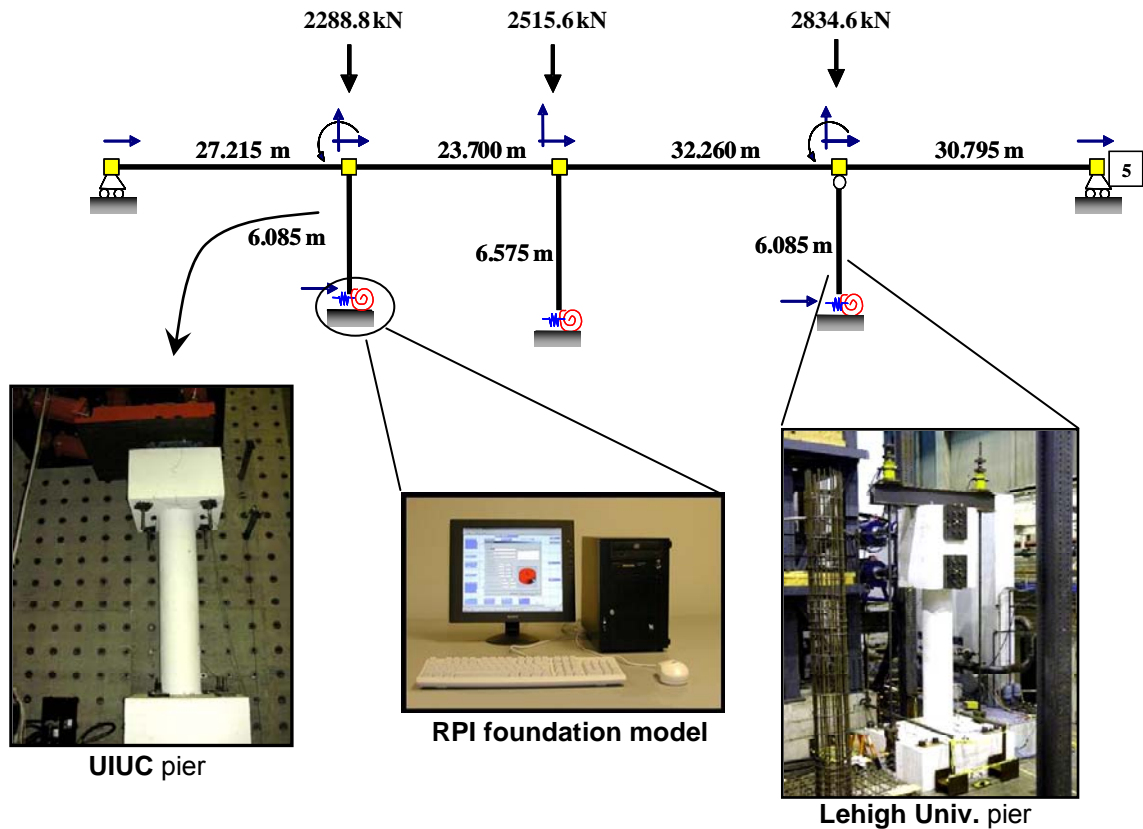 2288.8 kN
2515.6 kN
2834.6 kN
27.215 m
23.700 m
32.260 m
30.795 m
5
6.085 m
6.575 m
6.085 m
UIUC pier
RPI foundation model
Lehigh Univ. pier